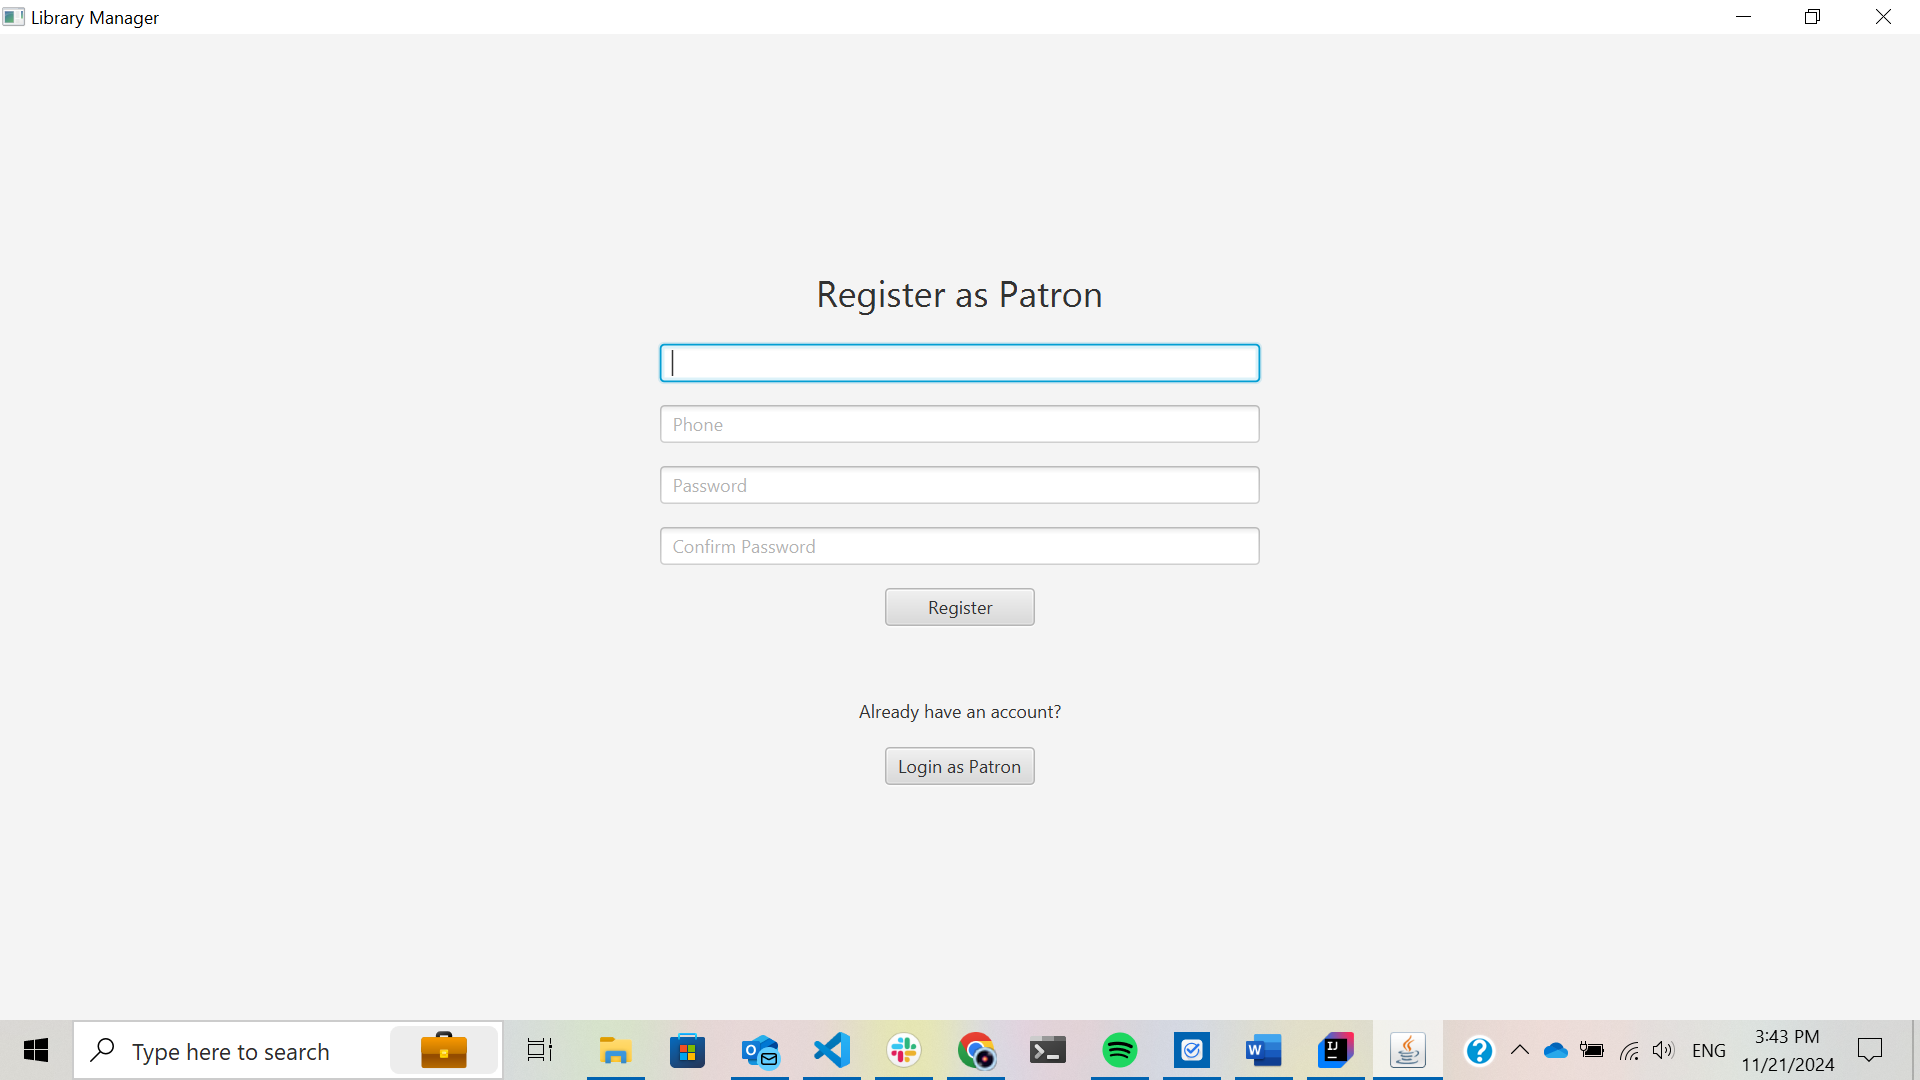 Library Manager
Register as Patron
Phone
Password
Confirm Password
Register
Already have an account?
Login as Patron
Type here to search
ENG
3:43 PM
11/21/2024